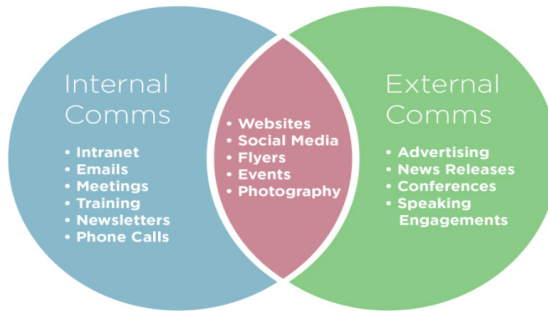 Internal
Comms
• Intranet
• Emails
• Meetings
• Training
• Newsletters
• Phone Calls
• Websites
• Social Media
• Flyers
• Events
• Photography
External
Comms
• Advertising
• News Releases
• Conferences
• Speaking
Engagements